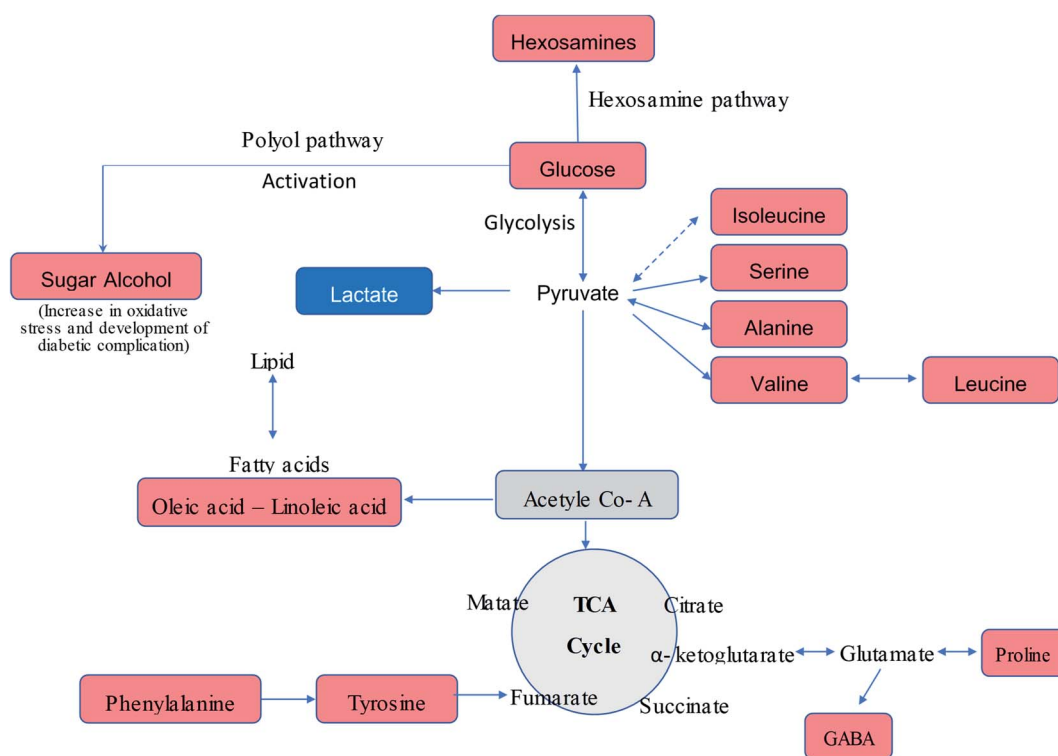 Hexosamines
Hexosamine pathway
Polyol pathway
Glucose
Activation
Isoleucine
Glycolysis
Sugar Alcohol
Serine
(Increase in oxidative
stress and development of
diabetic complication)
Lactate
Pyruvate
Alanine
Lipid
Valine
Leucine
Fatty acids
Oleic acid – Linoleic acid
Acetyle Co- A
Matate
TCA
Citrate
Cycle
α- ketoglutarate
Glutamate
Proline
Phenylalanine
Tyrosine
Fumarate
Succinate
GABA